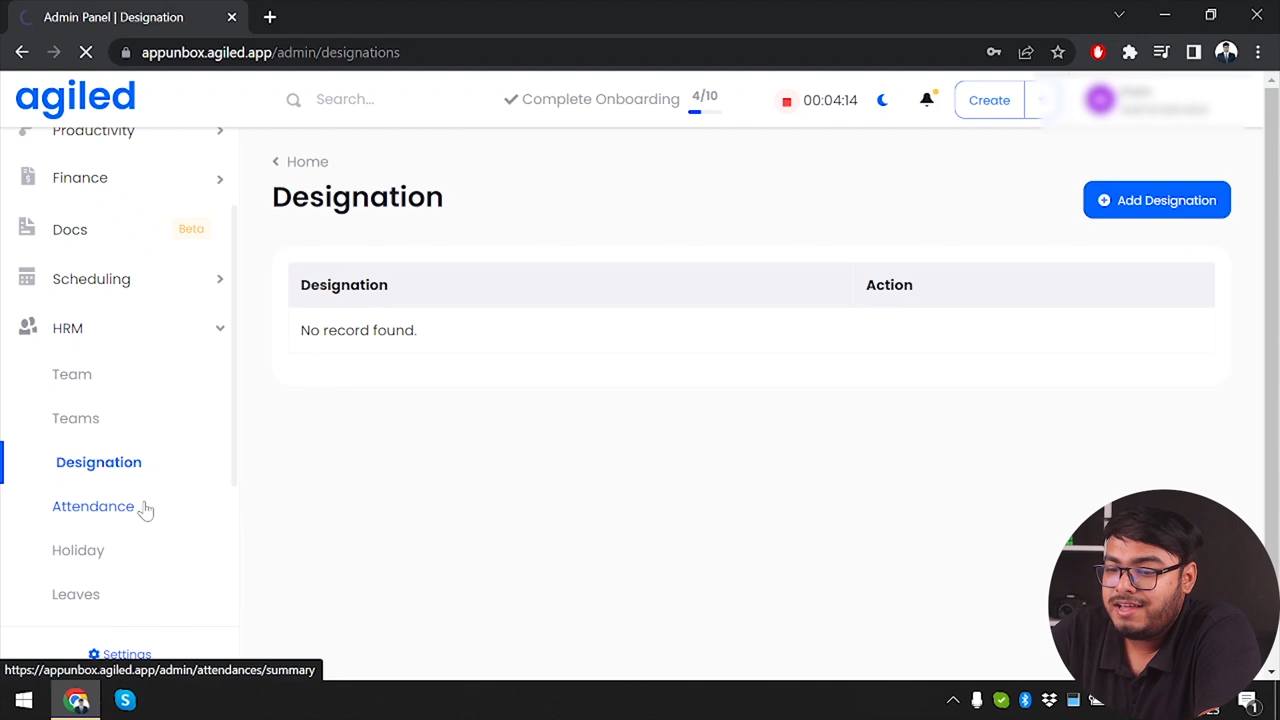 Admin Panel | Designation
appunbox.agiled.app/admin/designations
agiled
Search...
Complete Onboarding
4/10
00:04:14
Create
Productivity
Finance
Docs
Beta
Scheduling
HRM
Team
Teams
Designation
Attendance
Holiday
Leaves
Settings
Home
Designation
Add Designation
Designation
Action
No record found.
https://appunbox.agiled.app/admin/attendances/summary
1